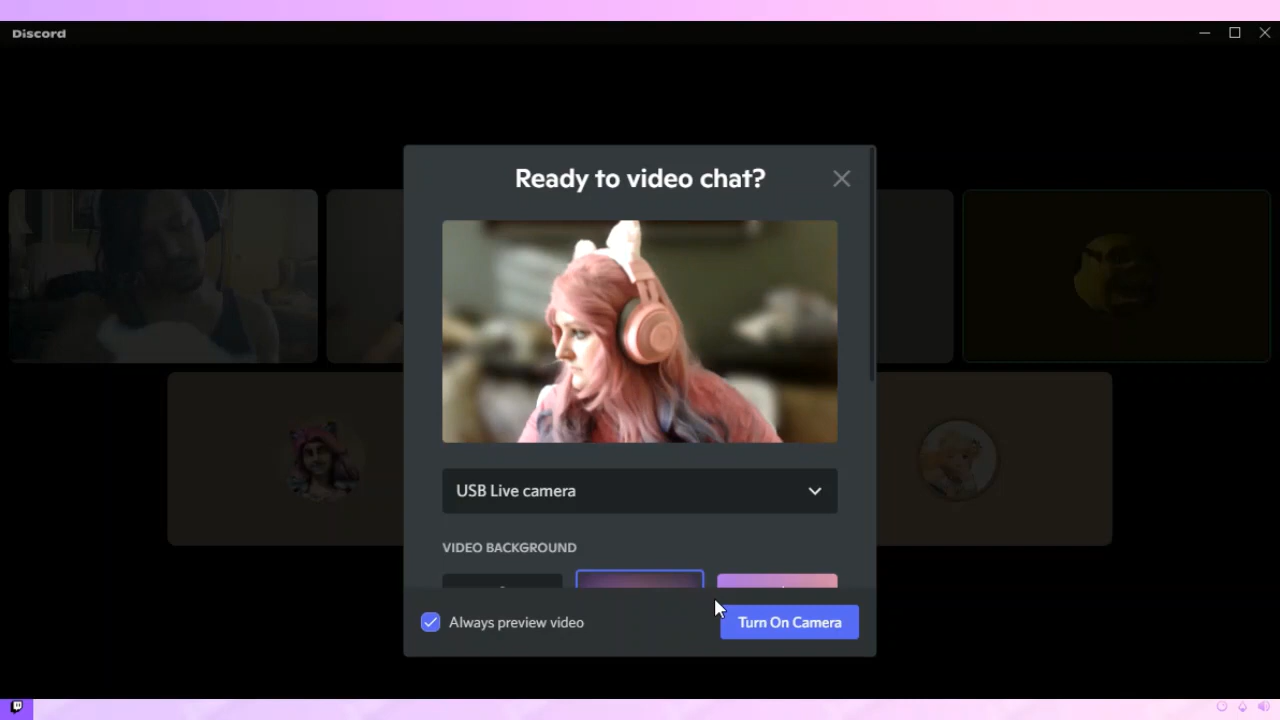 Discord
Ready to video chat?
USB Live camera
VIDEO BACKGROUND
Always preview video
Turn On Camera